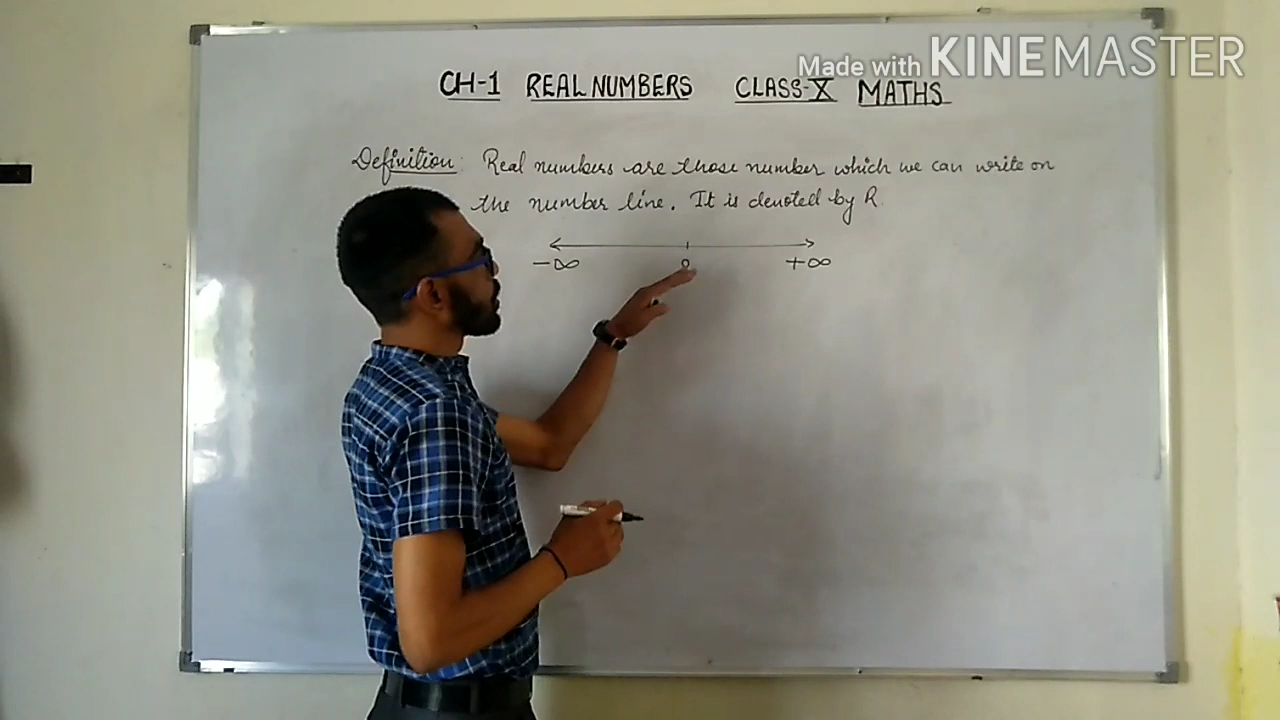 Made with KINEMASTER
CH-1 REAL NUMBERS CLASS-X MATHS
Definition: Real numbers are those number which we can write on
the number line. It is denoted by R.
-∞ 0 +∞